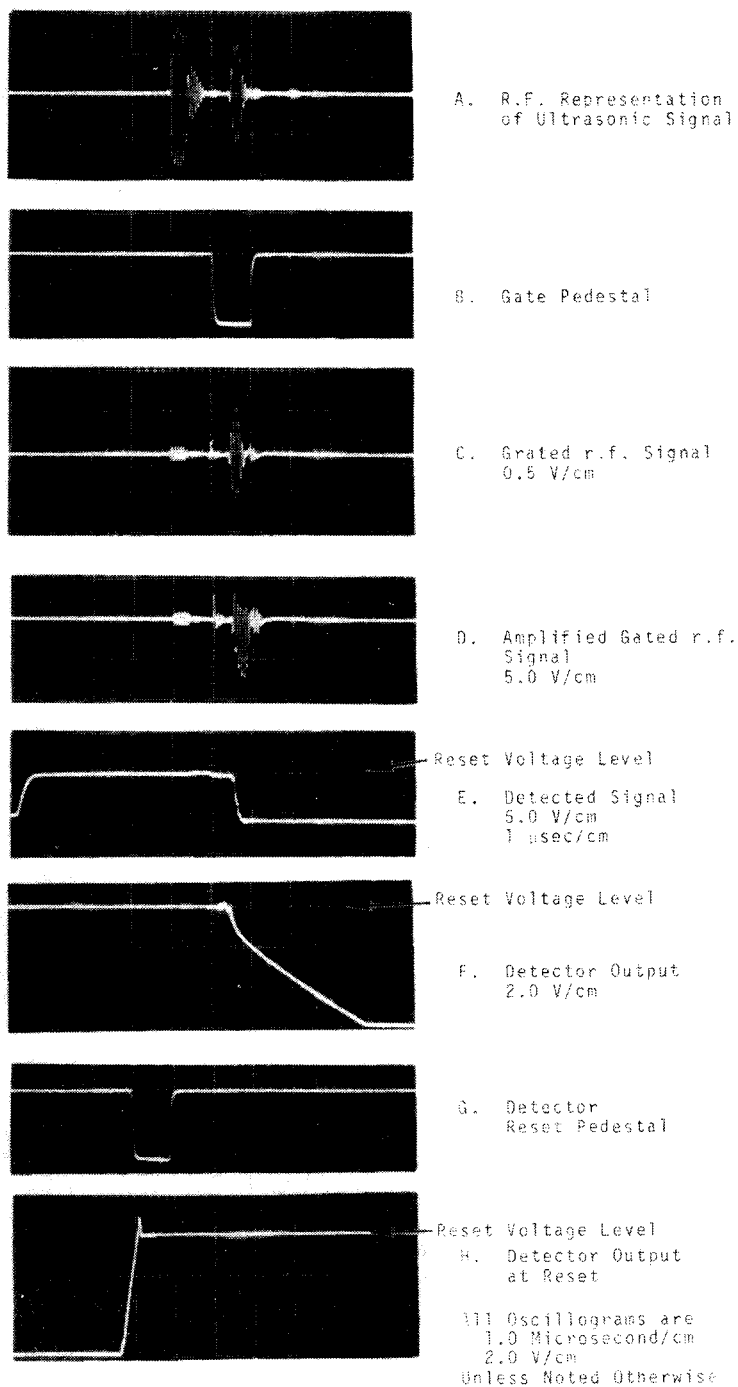 A. R.F. Representation
of Ultrasonic Signal
B. Gate Pedestal
C. Grated r.f. Signal
0.5 V/cm
D. Amplified Gated r.f.
Signal
5.0 V/cm
Reset Voltage Level
E. Detected Signal
5.0 V/cm
1 μsec/cm
Reset Voltage Level
F. Detector Output
2.0 V/cm
G. Detector
Reset Pedestal
Reset Voltage Level
H. Detector Output
at Reset
All Oscillograms are
1.0 Microsecond/cm
2.0 V/cm
Unless Noted Otherwise